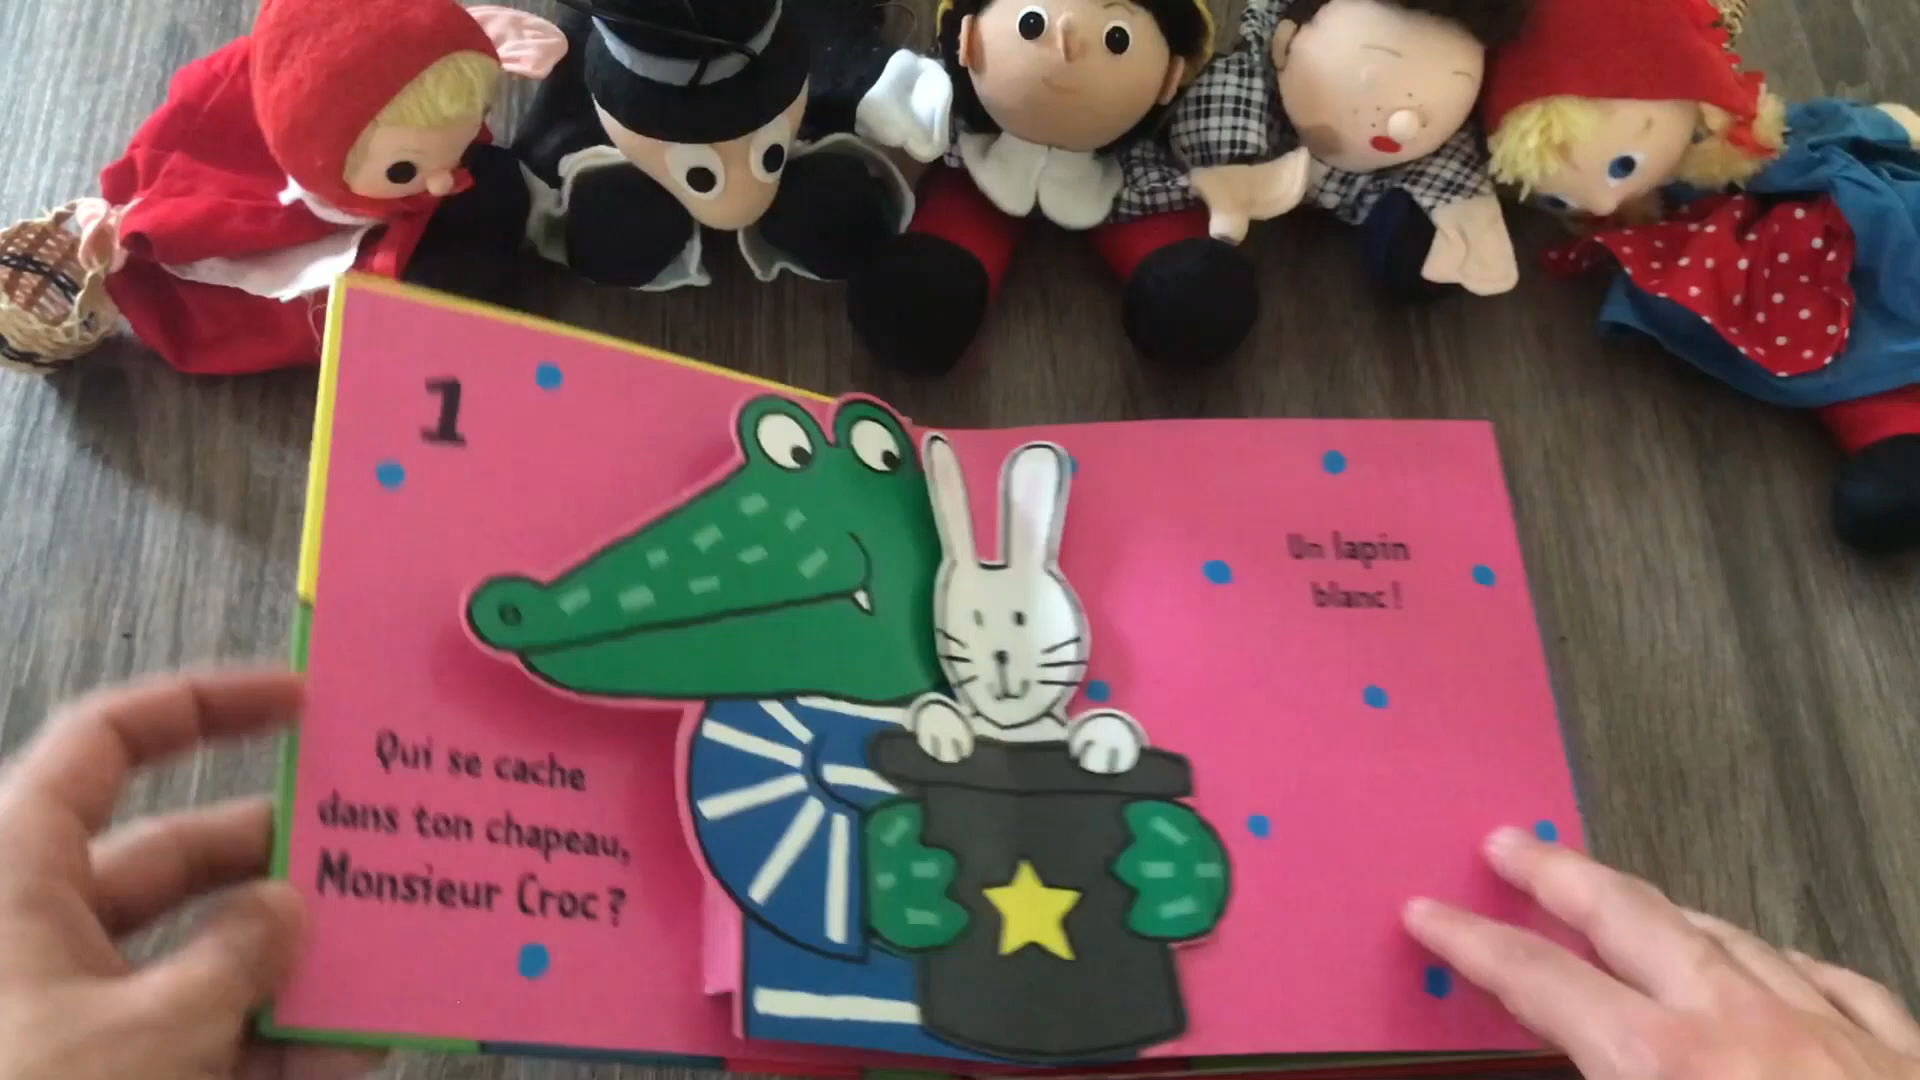 1
Qui se cache
dans ton chapeau,
Monsieur Croc ?
Un lapin
blanc !